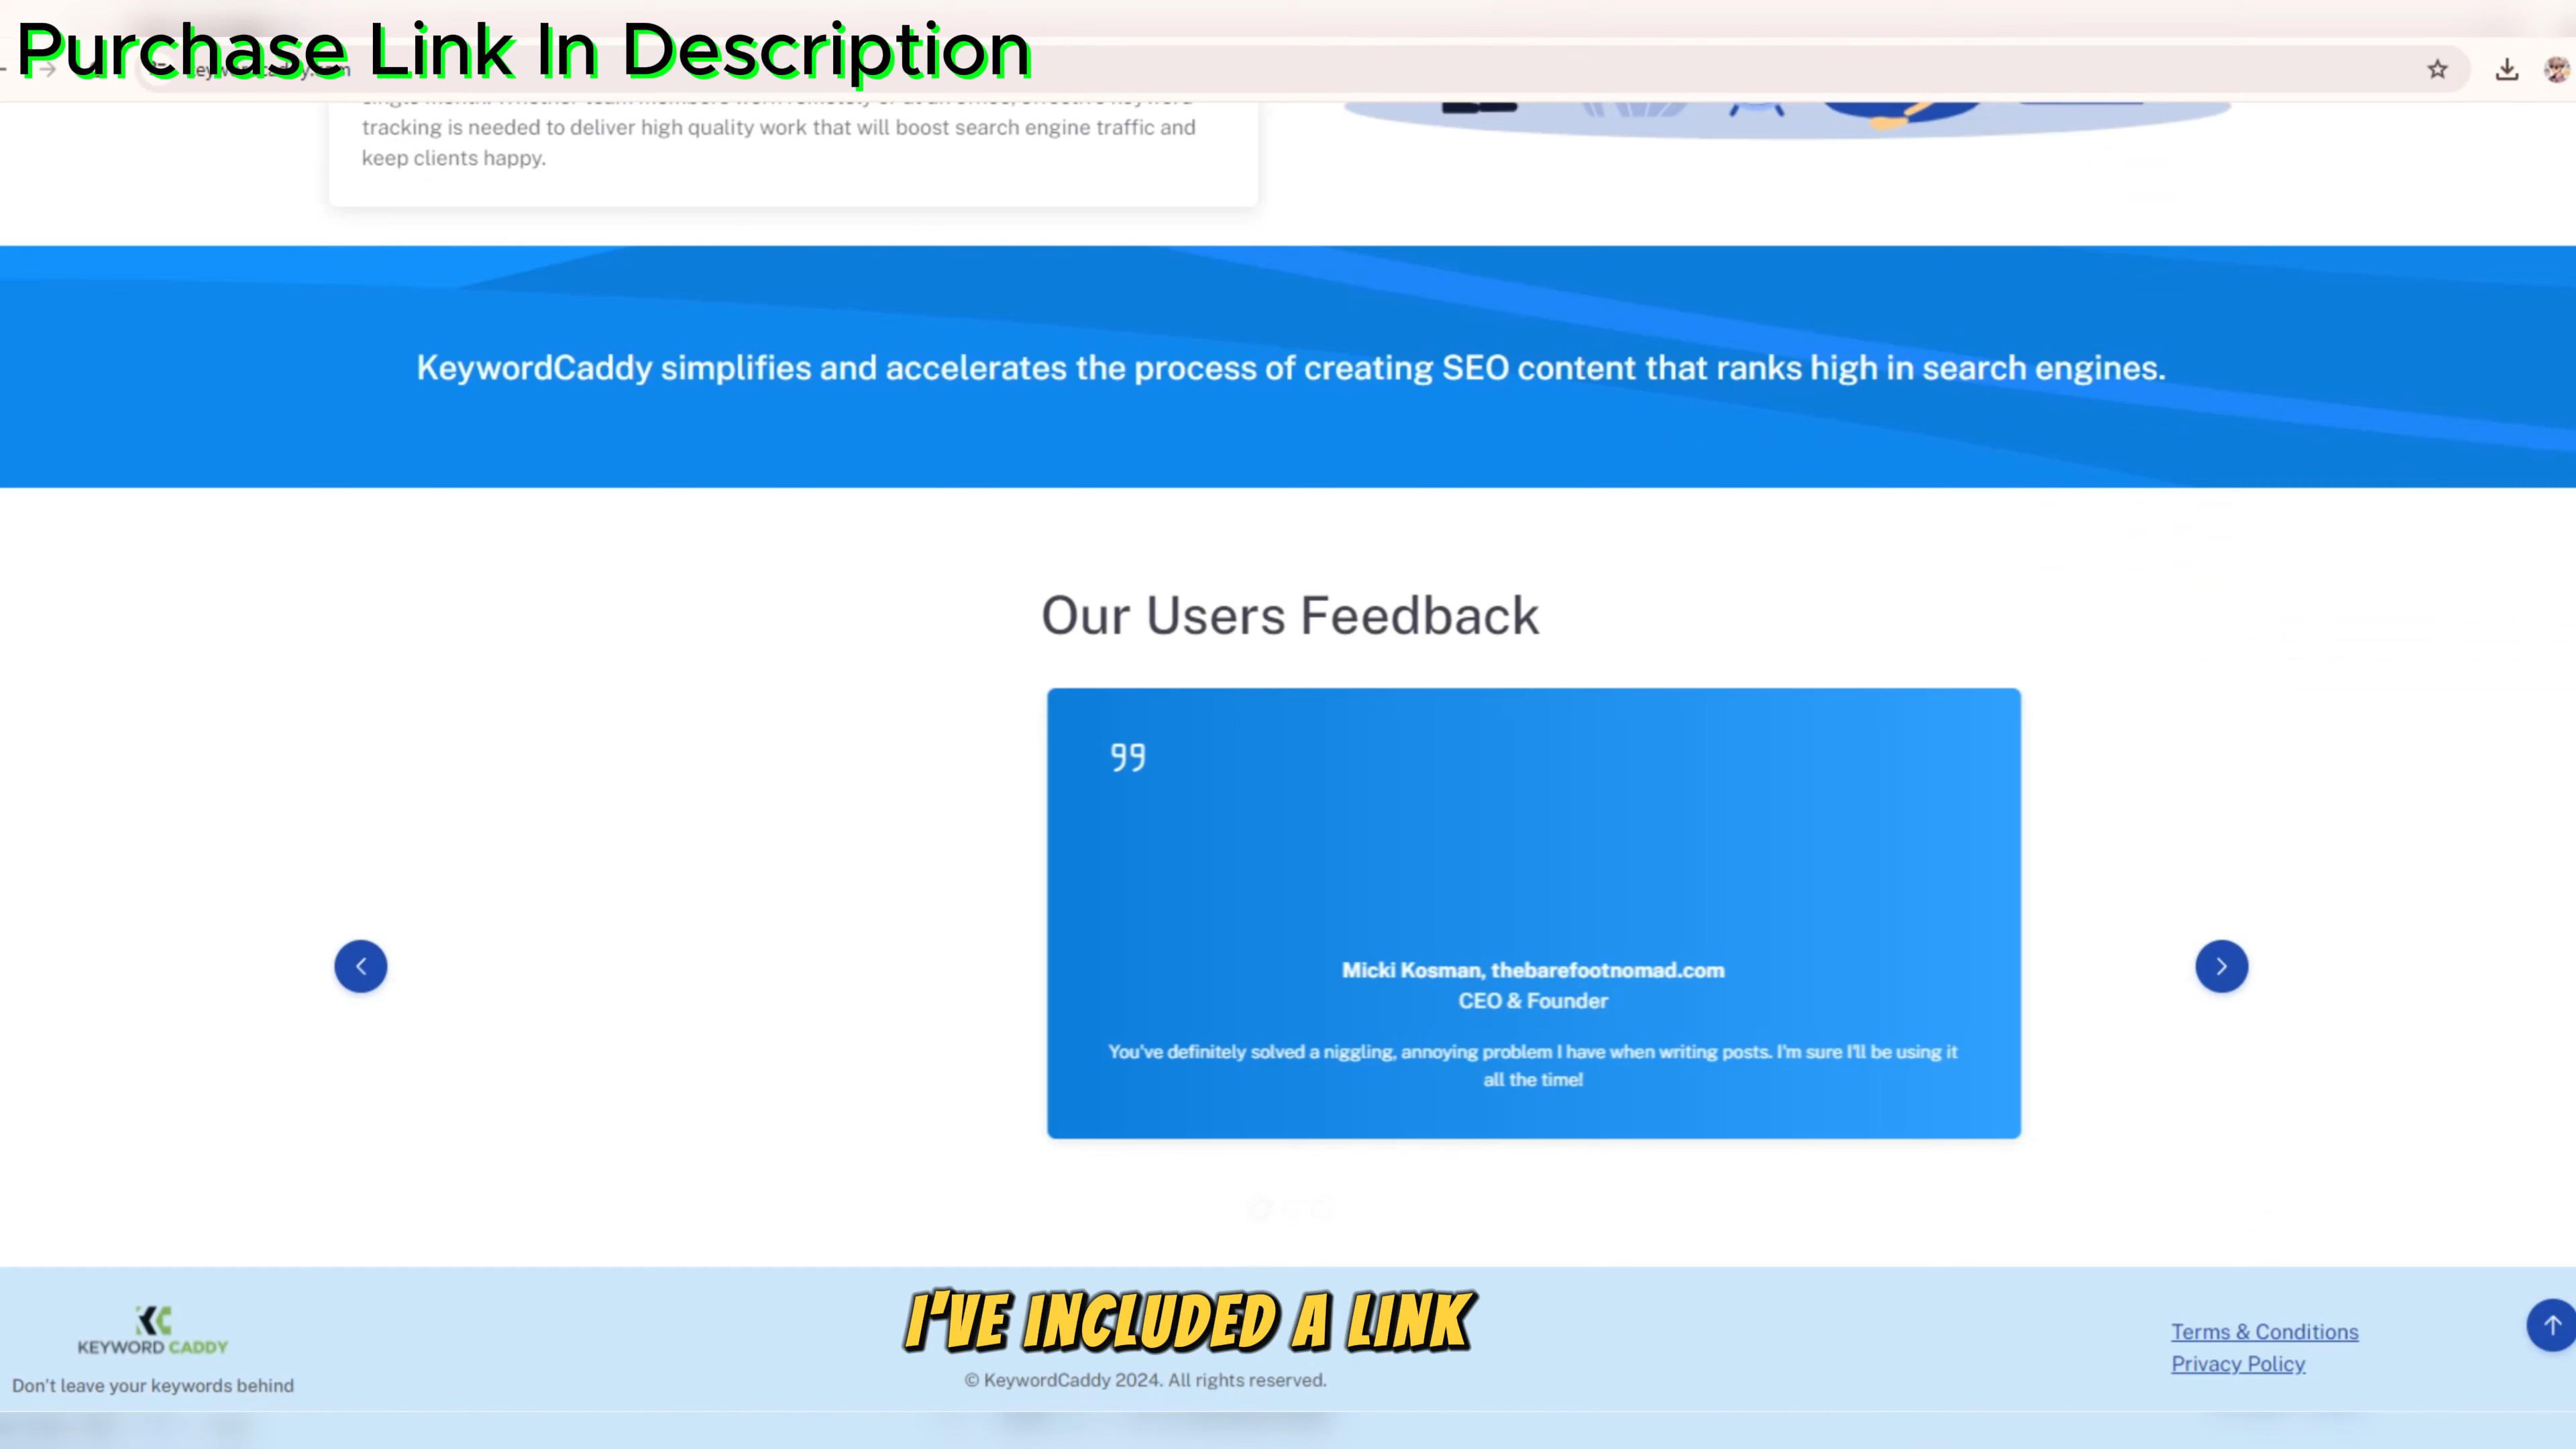 Purchase Link In Description
tracking is needed to deliver high quality work that will boost search engine traffic and
keep clients happy.
KeywordCaddy simplifies and accelerates the process of creating SEO content that ranks high in search engines.
Our Users Feedback
Micki Kosman, thebarefootnomad.com
CEO & Founder
You've definitely solved a niggling, annoying problem I have when writing posts. I'm sure I'll be using it
all the time!
I'VE INCLUDED A LINK
KEYWORD CADDY
Don't leave your keywords behind
© KeywordCaddy 2024. All rights reserved.
Terms & Conditions
Privacy Policy